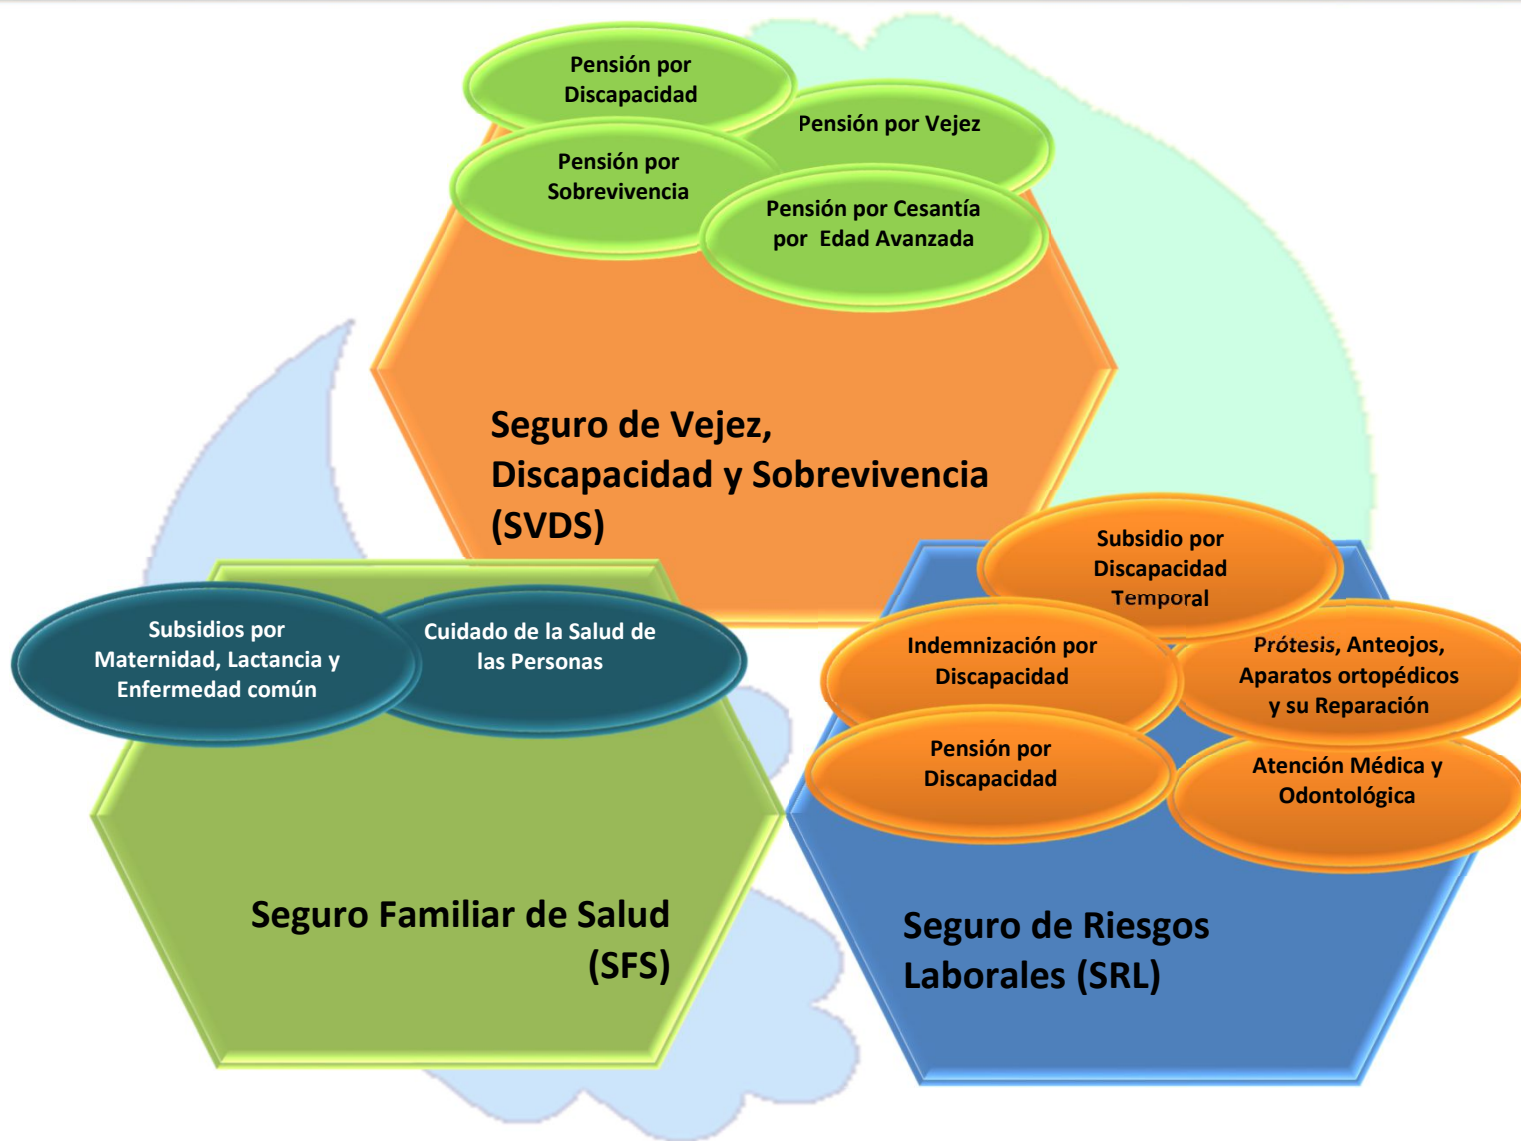 Pensión por
Discapacidad
Pensión por Vejez
Pensión por
Sobrevivencia
Pensión por Cesantía
por Edad Avanzada
Seguro de Vejez,
Discapacidad y Sobrevivencia
(SVDS)
Subsidios por
Maternidad, Lactancia y
Enfermedad común
Cuidado de la Salud de
las Personas
Seguro Familiar de Salud
(SFS)
Subsidio por
Discapacidad
Temporal
Indemnización por
Discapacidad
Prótesis, Anteojos,
Aparatos ortopédicos
y su Reparación
Pensión por
Discapacidad
Atención Médica y
Odontológica
Seguro de Riesgos
Laborales (SRL)